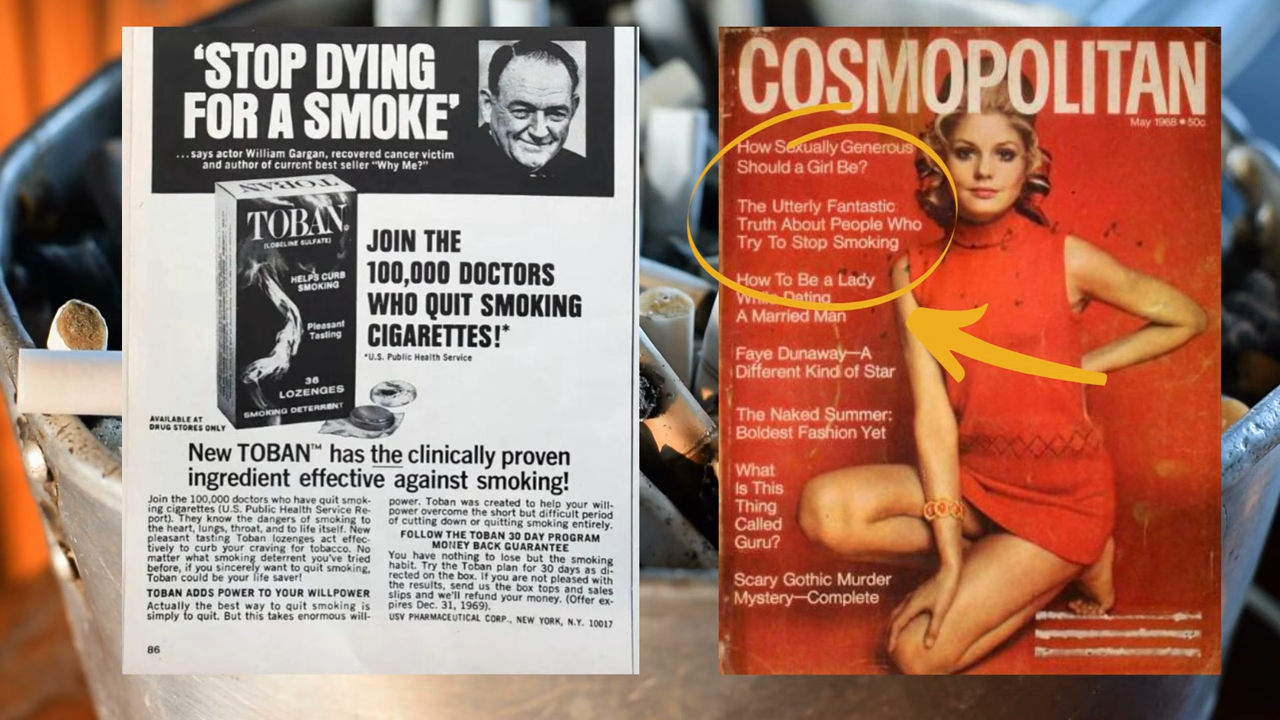 'STOP DYING
FOR A SMOKE'
...says actor William Gargan, recovered cancer victim
and author of current best seller "Why Me?"
TOBAN
TOBAN
(LOBELINE SULFATE)
HELPS CURB
SMOKING
Pleasant
Tasting
36
LOZENGES
SMOKING DETERRENT
JOIN THE
100,000 DOCTORS
WHO QUIT SMOKING
CIGARETTES!*
*U.S. Public Health Service
AVAILABLE AT
DRUG STORES ONLY
New TOBAN™ has the clinically proven
ingredient effective against smoking!
Join the 100,000 doctors who have quit smok-
ing cigarettes (U.S. Public Health Service Re-
port). They know the dangers of smoking to
the heart, lungs, throat, and to life itself. New
pleasant tasting Toban lozenges act effec-
tively to curb your craving for tobacco. No
matter what smoking deterrent you've tried
before, if you sincerely want to quit smoking,
Toban could be your life saver!
TOBAN ADDS POWER TO YOUR WILLPOWER
Actually the best way to quit smoking is
simply to quit. But this takes enormous will-
power. Toban was created to help your will-
power overcome the short but difficult period
of cutting down or quitting smoking entirely.
FOLLOW THE TOBAN 30 DAY PROGRAM
MONEY BACK GUARANTEE
You have nothing to lose but the smoking
habit. Try the Toban plan for 30 days as di-
rected on the box. If you are not pleased with
the results, send us the box tops and sales
slips and we'll refund your money. (Offer ex-
pires Dec. 31, 1969).
USV PHARMACEUTICAL CORP., NEW YORK, N.Y. 10017
86
COSMOPOLITAN
May 1968 • 50c
How Sexually Generous
Should a Girl Be?
The Utterly Fantastic
Truth About People Who
Try To Stop Smoking
How To Be a Lady
While Dating
A Married Man
Faye Dunaway—A
Different Kind of Star
The Naked Summer:
Boldest Fashion Yet
What
Is This
Thing
Called
Guru?
Scary Gothic Murder
Mystery—Complete